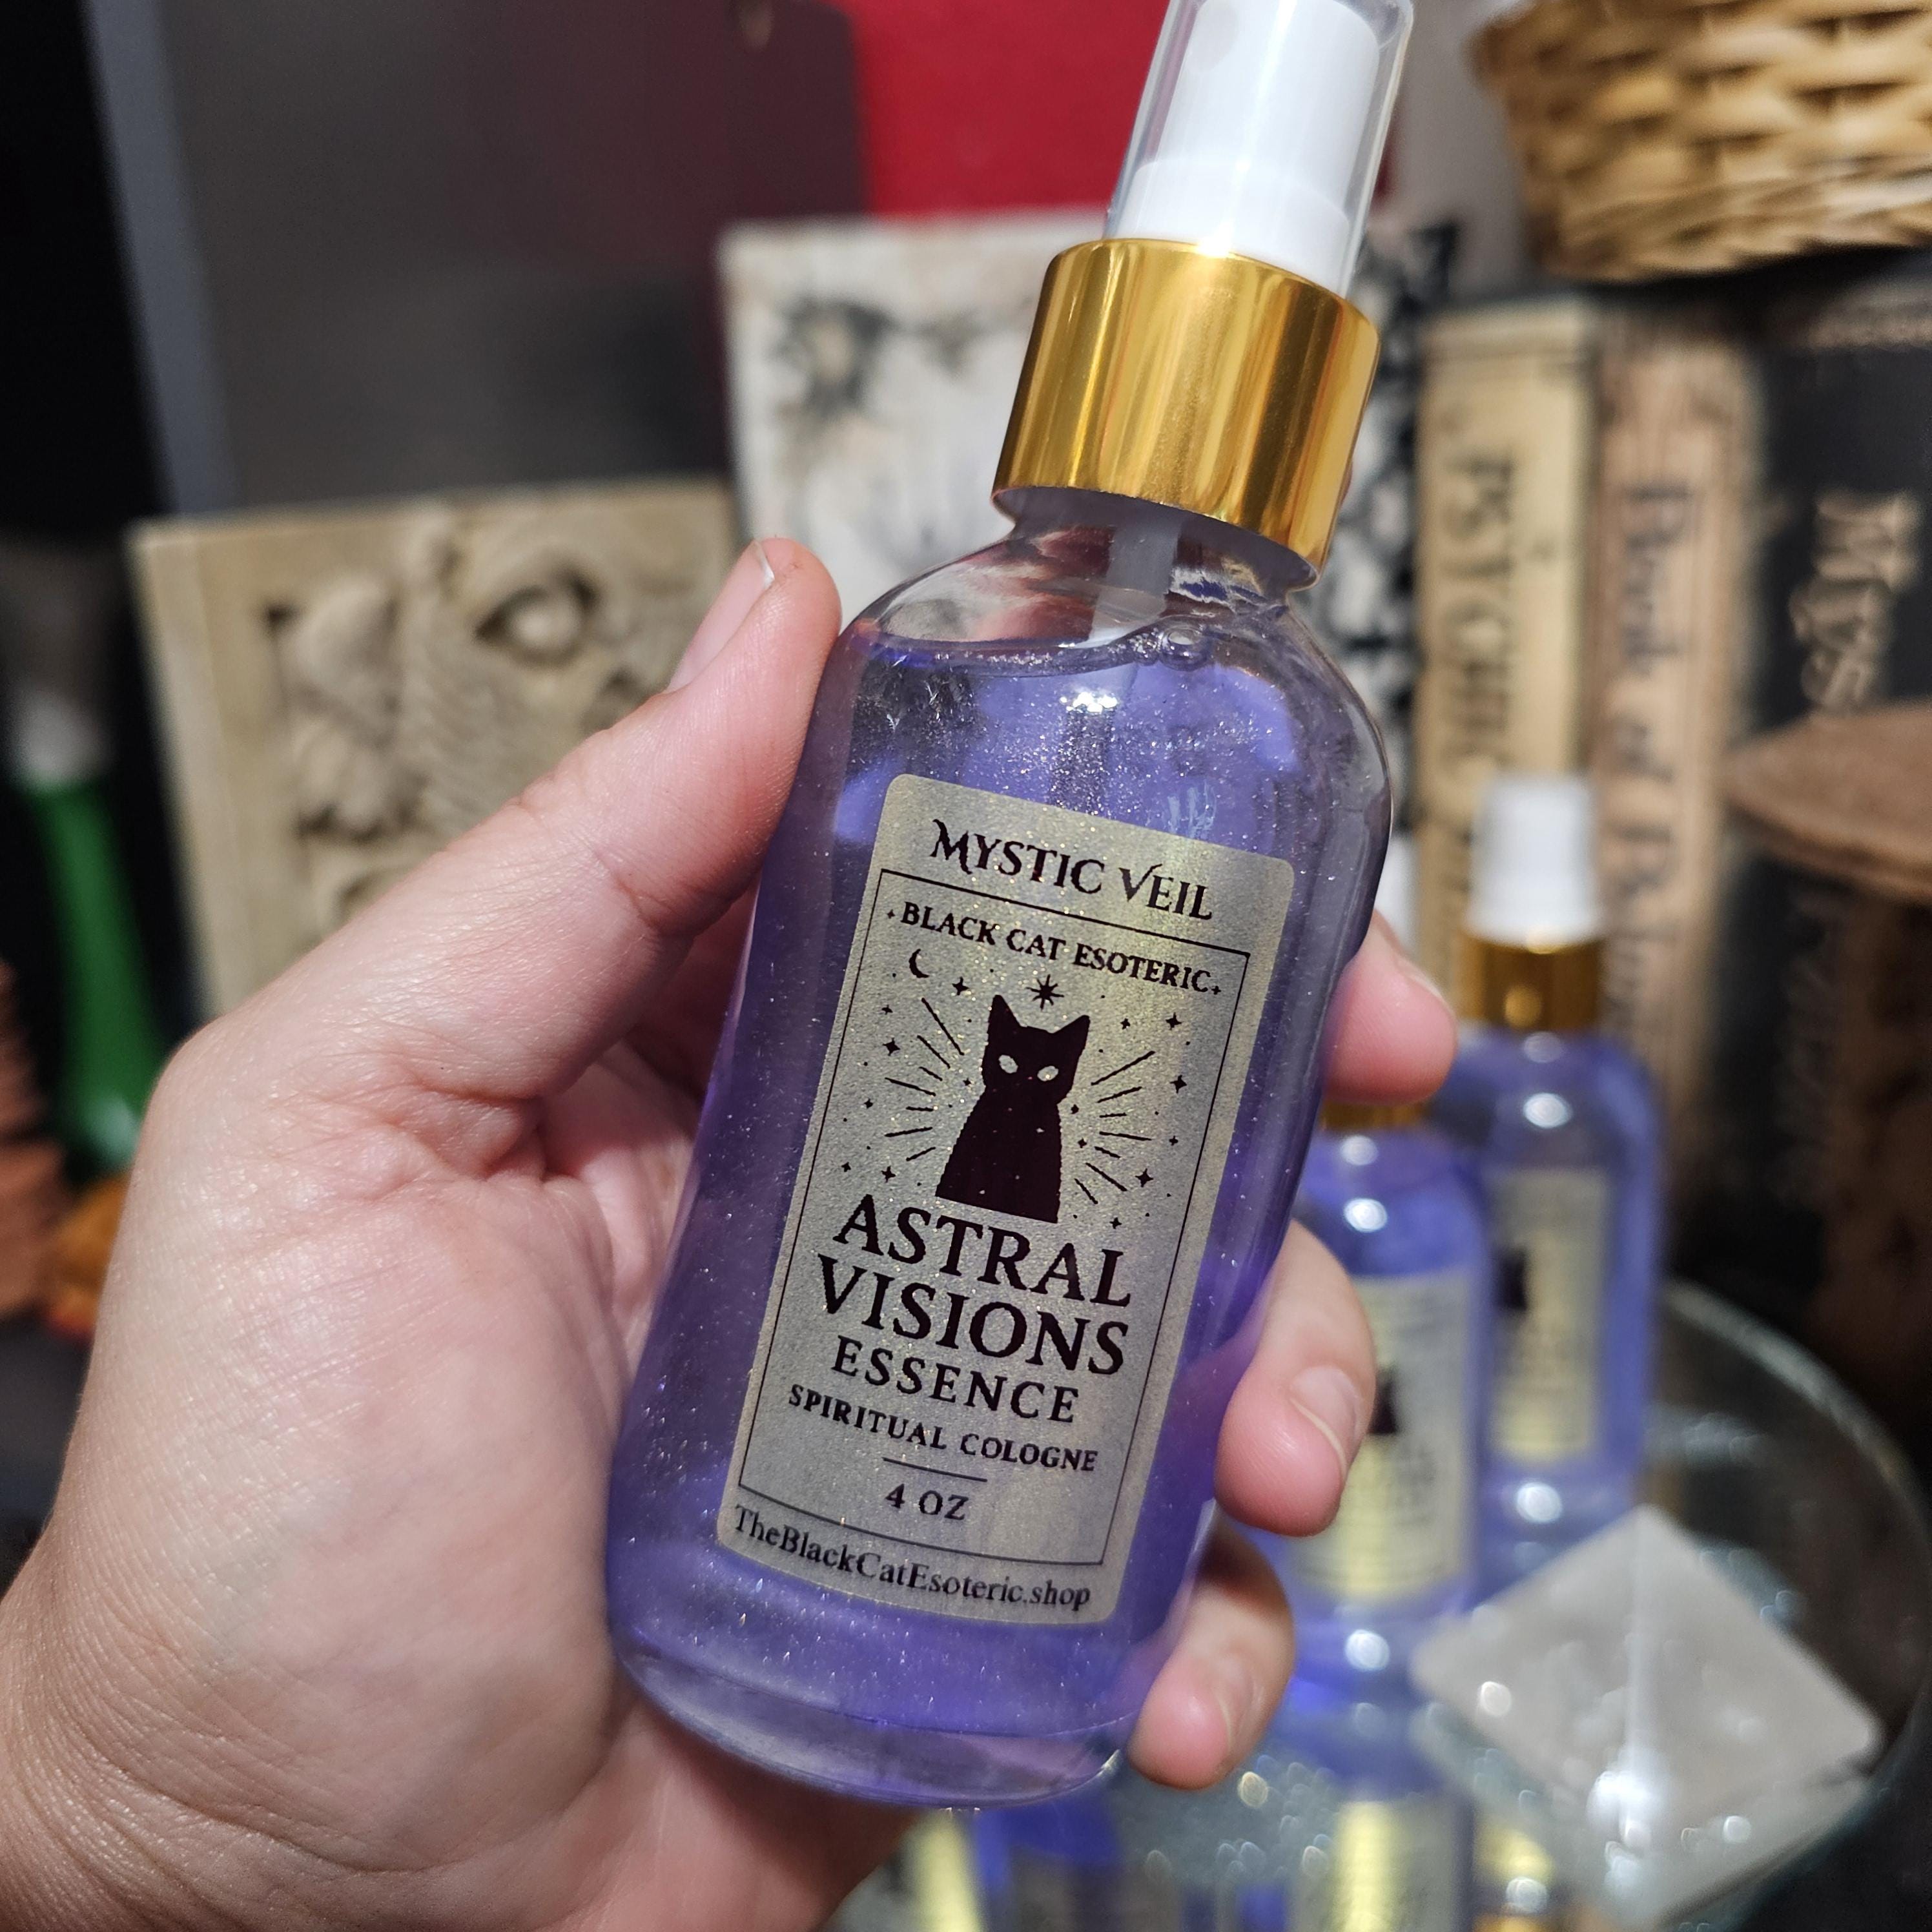 MYSTIC VEIL
BLACK CAT ESOTERIC
ASTRAL
VISIONS
ESSENCE
SPIRITUAL COLOGNE
4 OZ
TheBlackCatEsoteric.shop